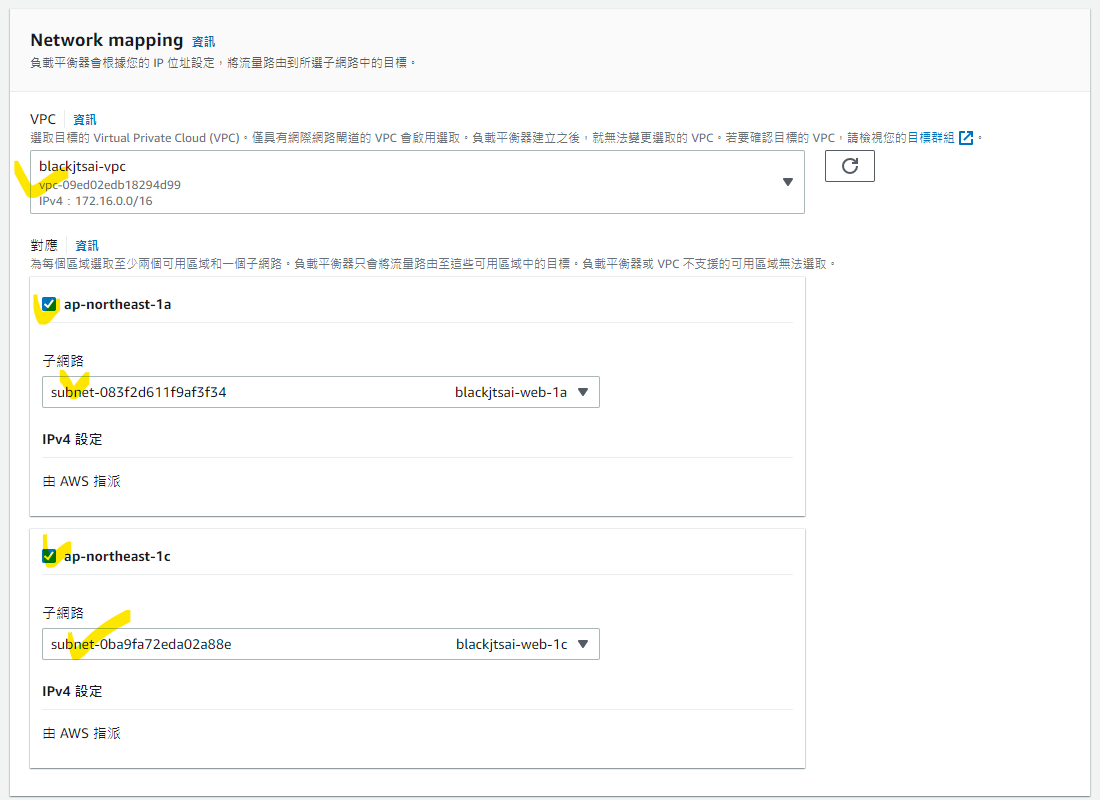 Network mapping 資訊
負載平衡器會根據您的 IP 位址設定，將流量路由到所選子網路中的目標。
VPC 資訊
選取目標的 Virtual Private Cloud (VPC)。僅具有網際網路閘道的 VPC 會啟用選取。負載平衡器建立之後，就無法變更選取的 VPC。若要確認目標的 VPC，請檢視您的目標群組。
blackjtsai-vpc
vpc-09ed02edb18294d99
IPv4：172.16.0.0/16
對應 資訊
為每個區域選取至少兩個可用區域和一個子網路。負載平衡器只會將流量路由至這些可用區域中的目標。負載平衡器或 VPC 不支援的可用區域無法選取。
ap-northeast-1a
子網路
subnet-083f2d611f9af3f34 blackjtsai-web-1a
IPv4 設定
由 AWS 指派
ap-northeast-1c
子網路
subnet-0ba9fa72eda02a88e blackjtsai-web-1c
IPv4 設定
由 AWS 指派